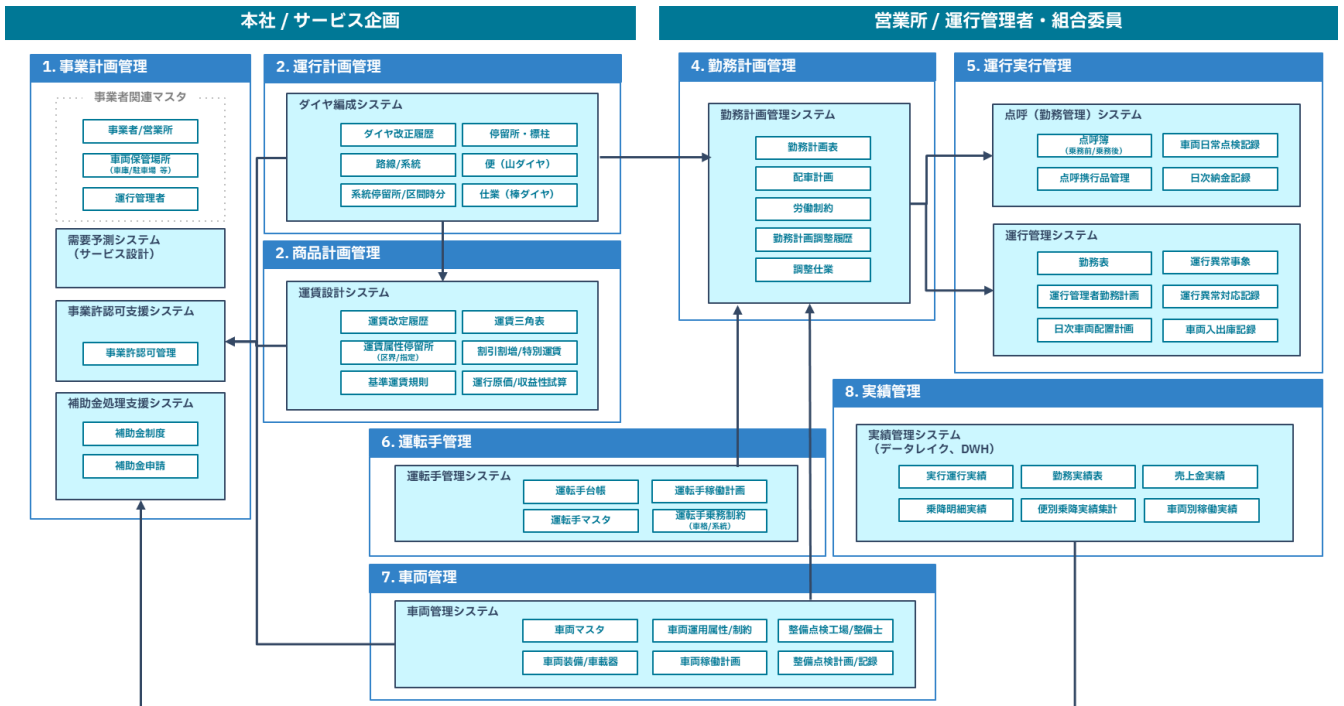 本社 / サービス企画
営業所 / 運行管理者・組合委員
1. 事業計画管理
事業者関連マスタ
事業者/営業所
車両保管場所
(車庫/駐車場 等)
運行管理者
需要予測システム
（サービス設計）
事業許認可支援システム
事業許認可管理
補助金処理支援システム
補助金制度
補助金申請
2. 運行計画管理
ダイヤ編成システム
ダイヤ改正履歴
停留所・標柱
路線/系統
便（山ダイヤ）
系統停留所/区間時分
仕業（棒ダイヤ）
2. 商品計画管理
運賃設計システム
運賃改定履歴
運賃三角表
運賃属性停留所
(区界/指定)
割引割増/特別運賃
基準運賃規則
運行原価/収益性試算
4. 勤務計画管理
勤務計画管理システム
勤務計画表
配車計画
労働制約
勤務計画調整履歴
調整仕業
5. 運行実行管理
点呼（勤務管理）システム
点呼簿
(乗務前/乗務後)
車両日常点検記録
点呼携行品管理
日次納金記録
運行管理システム
勤務表
運行異常事象
運行管理者勤務計画
運行異常対応記録
日次車両配置計画
車両入出庫記録
6. 運転手管理
運転手管理システム
運転手台帳
運転手稼働計画
運転手マスタ
運転手乗務制約
(車格/系統)
7. 車両管理
車両管理システム
車両マスタ
車両運用属性/制約
整備点検工場/整備士
車両装備/車載器
車両稼働計画
整備点検計画/記録
8. 実績管理
実績管理システム
（データレイク、DWH）
実行運行実績
勤務実績表
売上金実績
乗降明細実績
便別乗降実績集計
車両別稼働実績